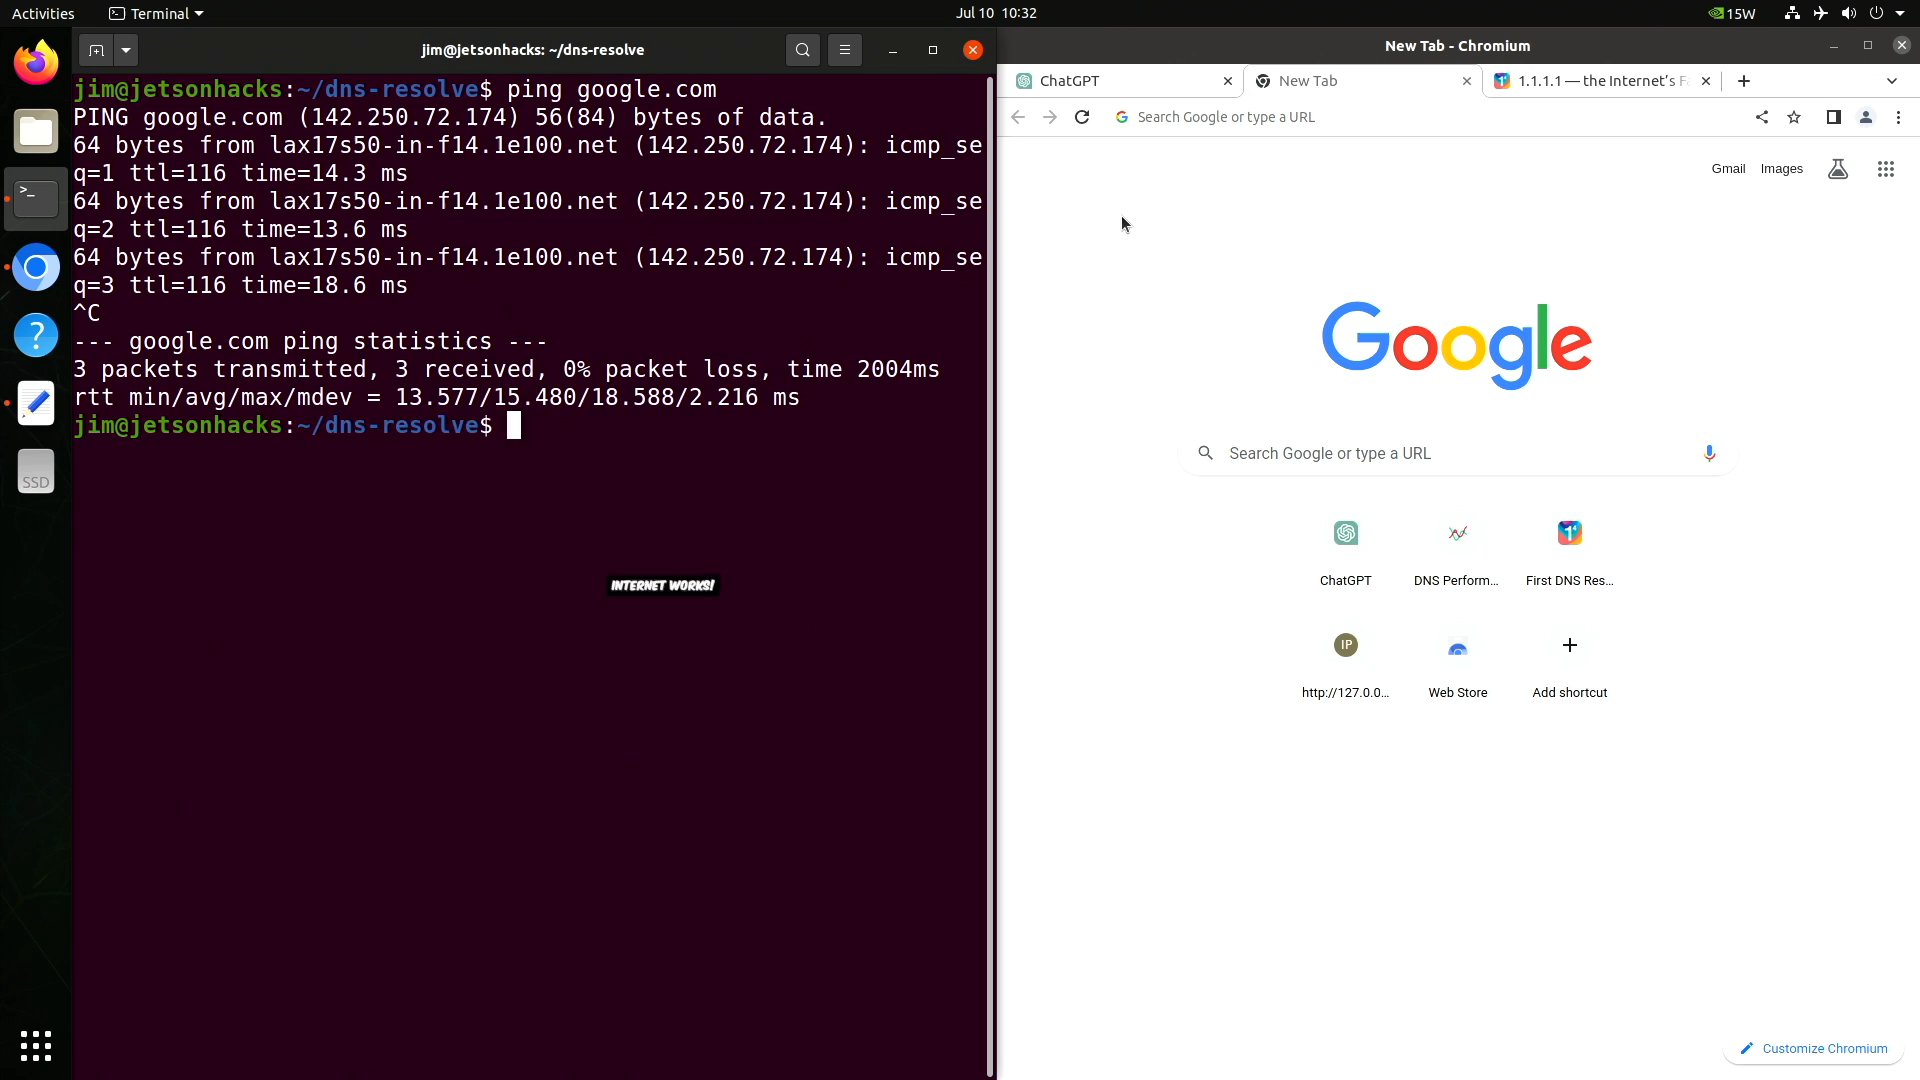 Activities
Terminal
Jul 10 10:32
15W
jim@jetsonhacks: ~/dns-resolve
jim@jetsonhacks:~/dns-resolve$ ping google.com
PING google.com (142.250.72.174) 56(84) bytes of data.
64 bytes from lax17s50-in-f14.1e100.net (142.250.72.174): icmp_se
q=1 ttl=116 time=14.3 ms
64 bytes from lax17s50-in-f14.1e100.net (142.250.72.174): icmp_se
q=2 ttl=116 time=13.6 ms
64 bytes from lax17s50-in-f14.1e100.net (142.250.72.174): icmp_se
q=3 ttl=116 time=18.6 ms
^C
--- google.com ping statistics ---
3 packets transmitted, 3 received, 0% packet loss, time 2004ms
rtt min/avg/max/mdev = 13.577/15.480/18.588/2.216 ms
jim@jetsonhacks:~/dns-resolve$
INTERNET WORKS!
SSD
New Tab - Chromium
ChatGPT
New Tab
1.1.1.1 — the Internet's Fa
Search Google or type a URL
Gmail
Images
Google
Search Google or type a URL
ChatGPT
DNS Perform...
First DNS Res...
IP
http://127.0.0...
Web Store
Add shortcut
Customize Chromium